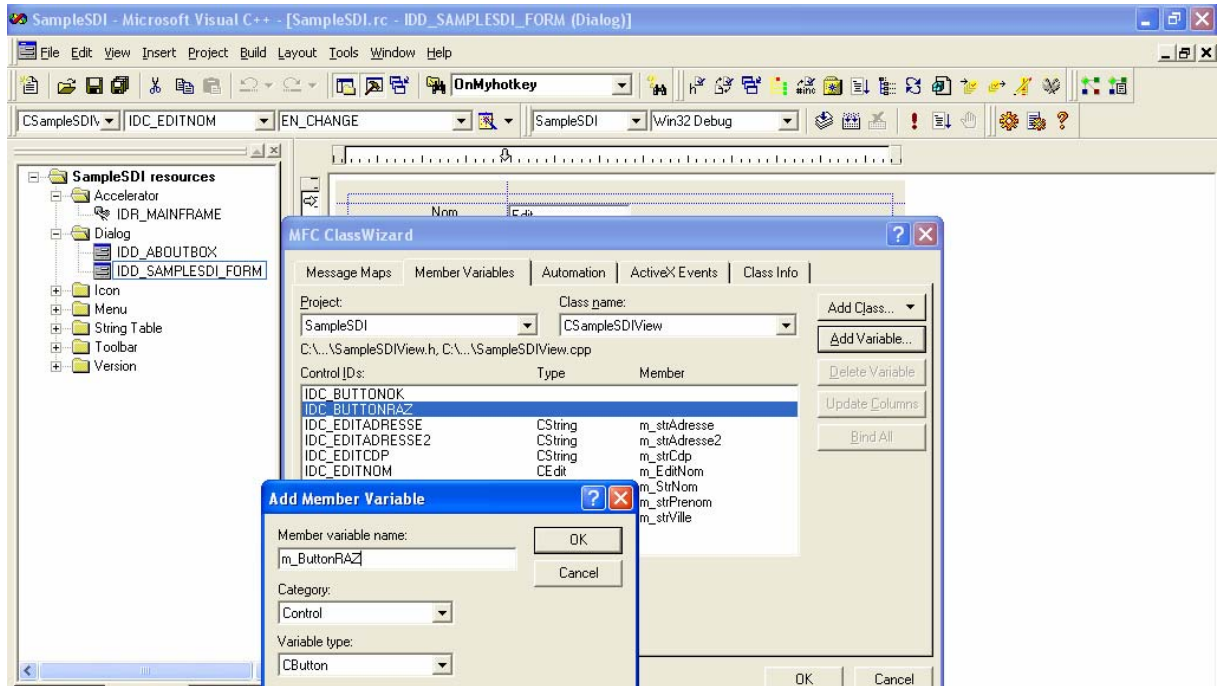 SampleSDI - Microsoft Visual C++ - [SampleSDI.rc - IDD_SAMPLESDI_FORM (Dialog)]
File Edit View Insert Project Build Layout Tools Window Help
OnMyhotkey
CSampleSDIV IDC_EDITNOM EN_CHANGE SampleSDI Win32 Debug
SampleSDI resources
Accelerator
IDR_MAINFRAME
Dialog
IDD_ABOUTBOX
IDD_SAMPLESDI_FORM
Icon
Menu
String Table
Toolbar
Version
Nom Edit
MFC ClassWizard
Message Maps Member Variables Automation ActiveX Events Class Info
Project: Class name:
SampleSDI CSampleSDIView
C:\...\SampleSDIView.h, C:\...\SampleSDIView.cpp
Add Class...
Add Variable...
Delete Variable
Update Columns
Bind All
Control IDs: Type Member
IDC_BUTTONOK
IDC_BUTTONRAZ
IDC_EDITADRESSE CString m_strAdresse
IDC_EDITADRESSE2 CString m_strAdresse2
IDC_EDITCDP CString m_strCdp
IDC_EDITNOM CEdit m_EditNom
m_StrNom
m_strPrenom
m_strVille
Add Member Variable
Member variable name:
m_ButtonRAZ
OK
Cancel
Category:
Control
Variable type:
CButton
OK Cancel